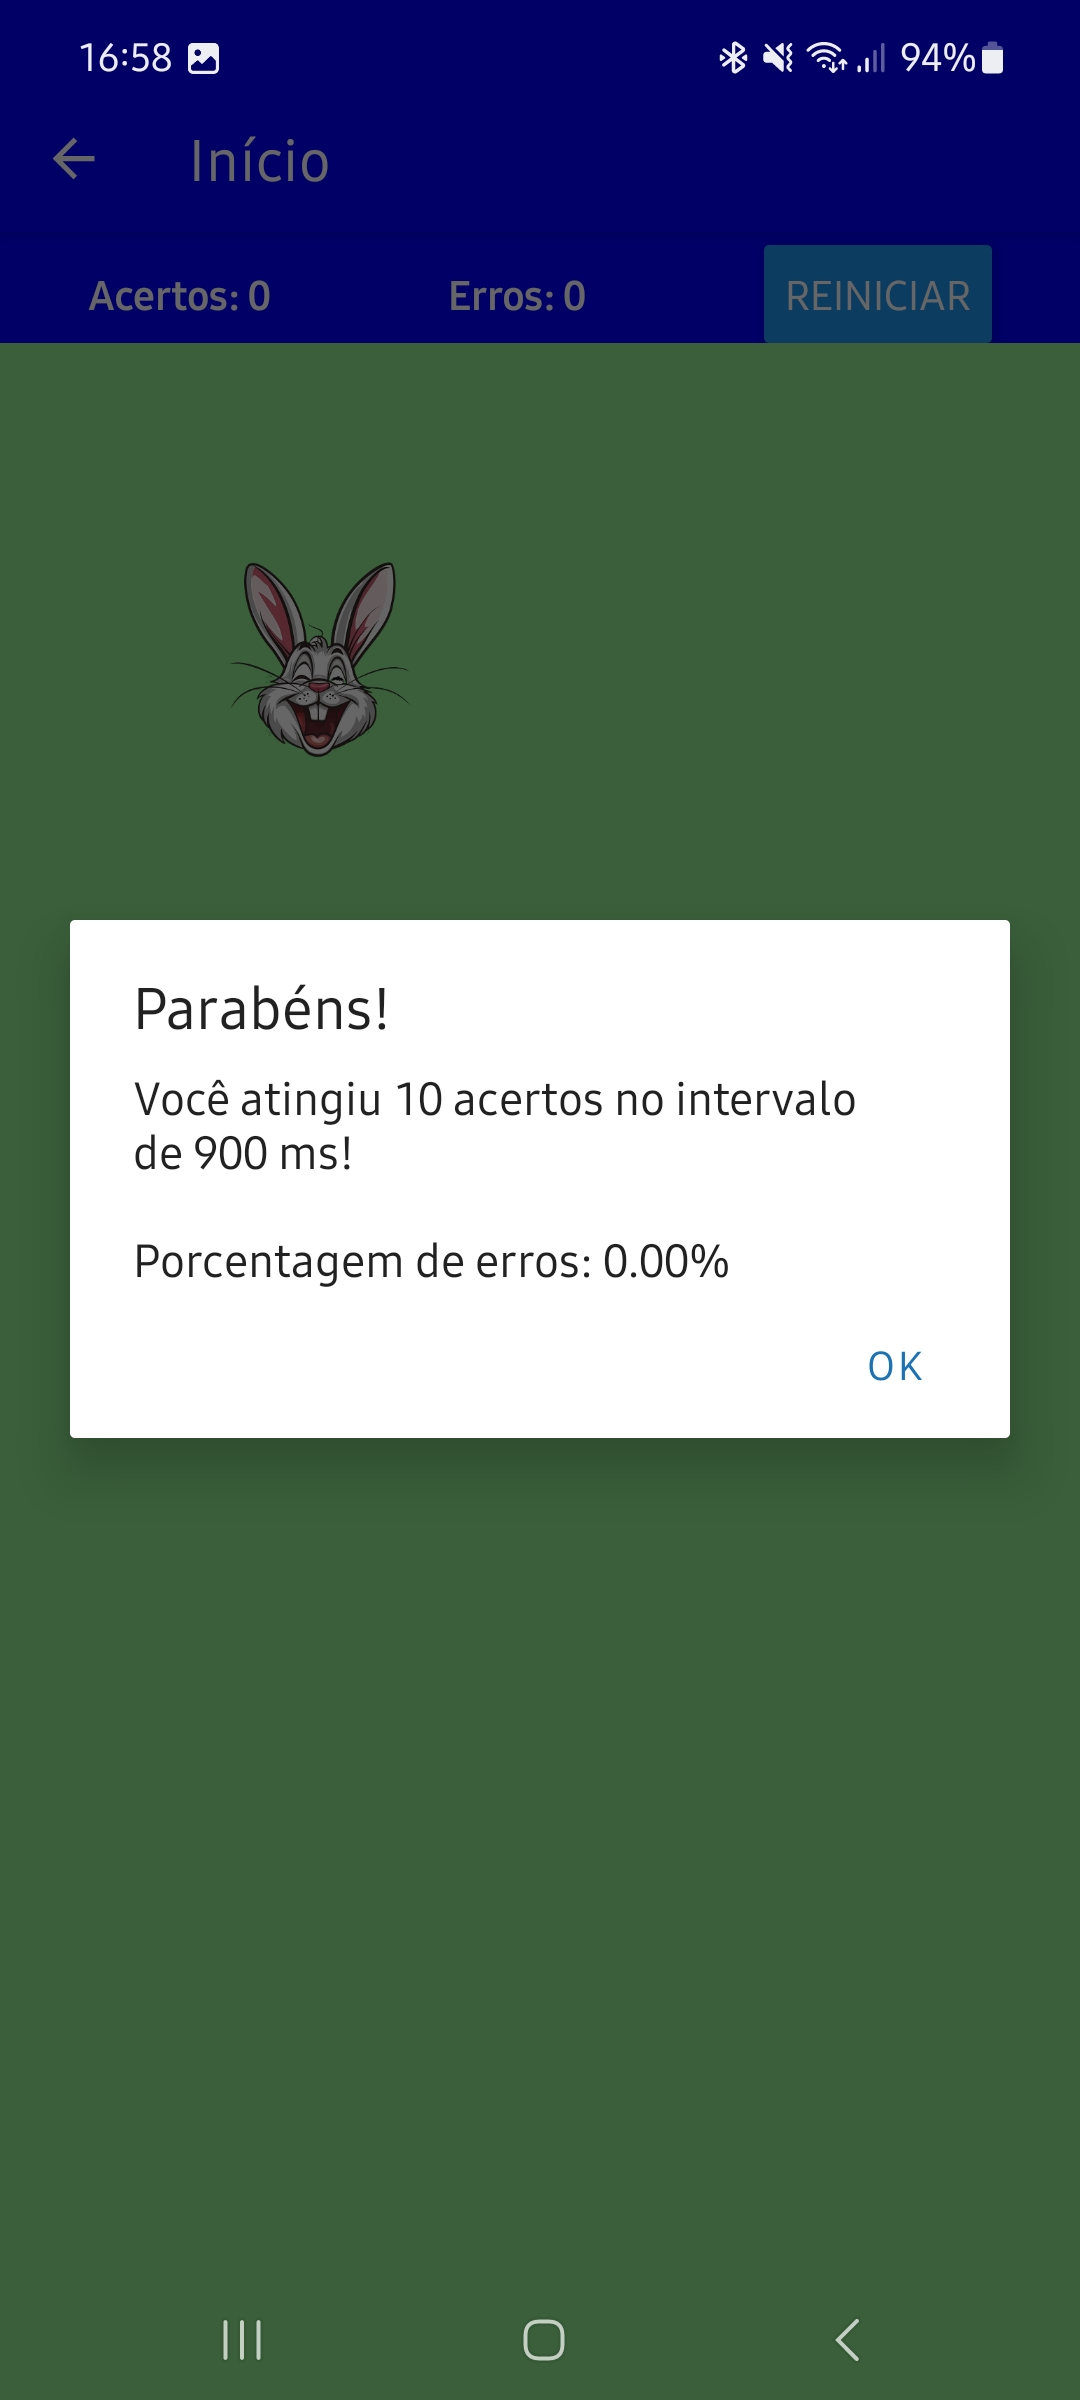 16:58
94%
Início
Acertos: 0
Erros: 0
REINICIAR
Parabéns!
Você atingiu 10 acertos no intervalo
de 900 ms!
Porcentagem de erros: 0.00%
OK